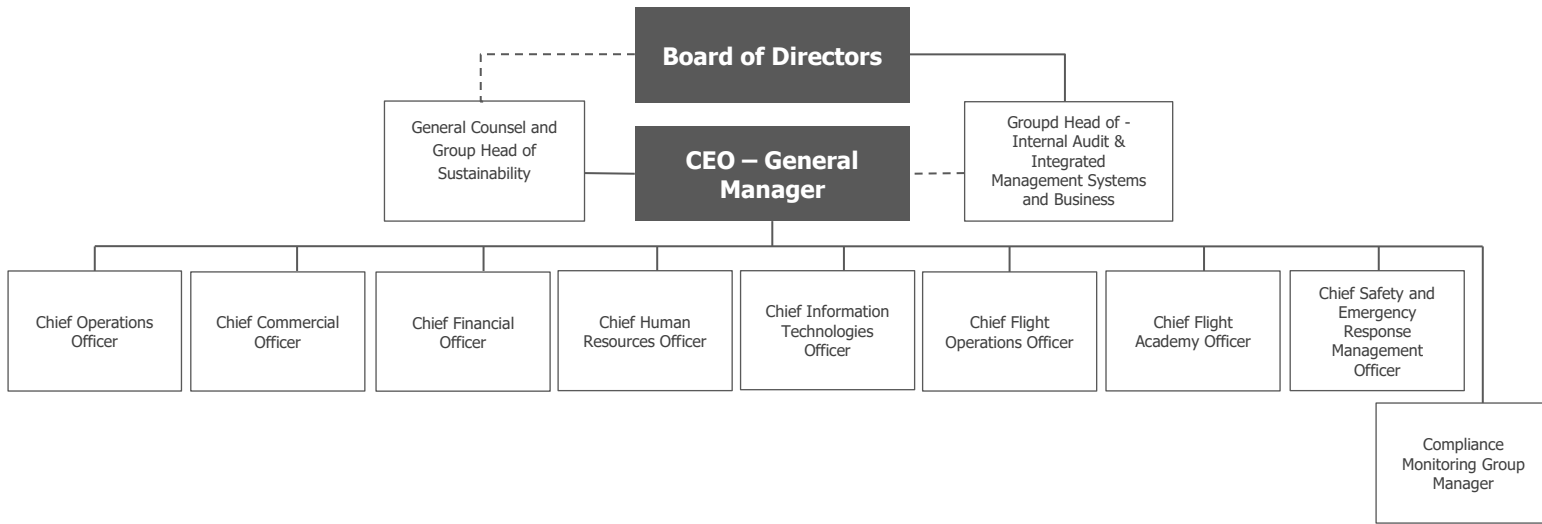 Board of Directors
General Counsel and
Group Head of
Sustainability
CEO – General
Manager
Groupd Head of -
Internal Audit &
Integrated
Management Systems
and Business
Chief Operations
Officer
Chief Commercial
Officer
Chief Financial
Officer
Chief Human
Resources Officer
Chief Information
Technologies
Officer
Chief Flight
Operations Officer
Chief Flight
Academy Officer
Chief Safety and
Emergency
Response
Management
Officer
Compliance
Monitoring Group
Manager